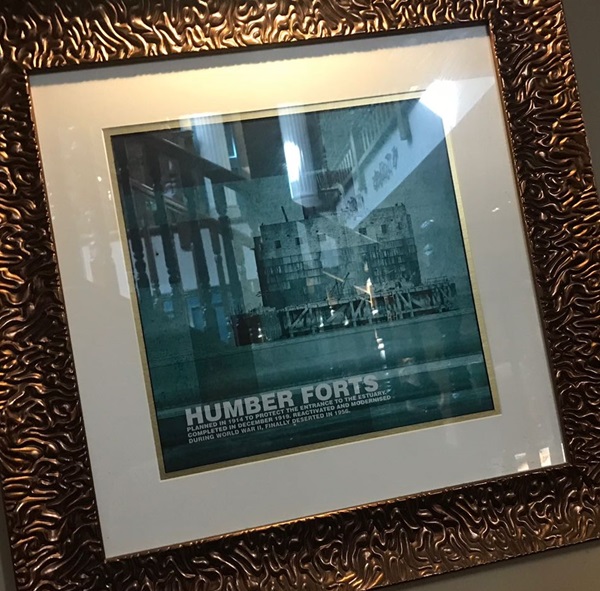 HUMBER FORTS
PLANNED IN 1914 TO PROTECT THE ENTRANCE TO THE ESTUARY.
COMPLETED IN DECEMBER 1919. REACTIVATED AND MODERNISED
DURING WORLD WAR II, FINALLY DESERTED IN 1956.